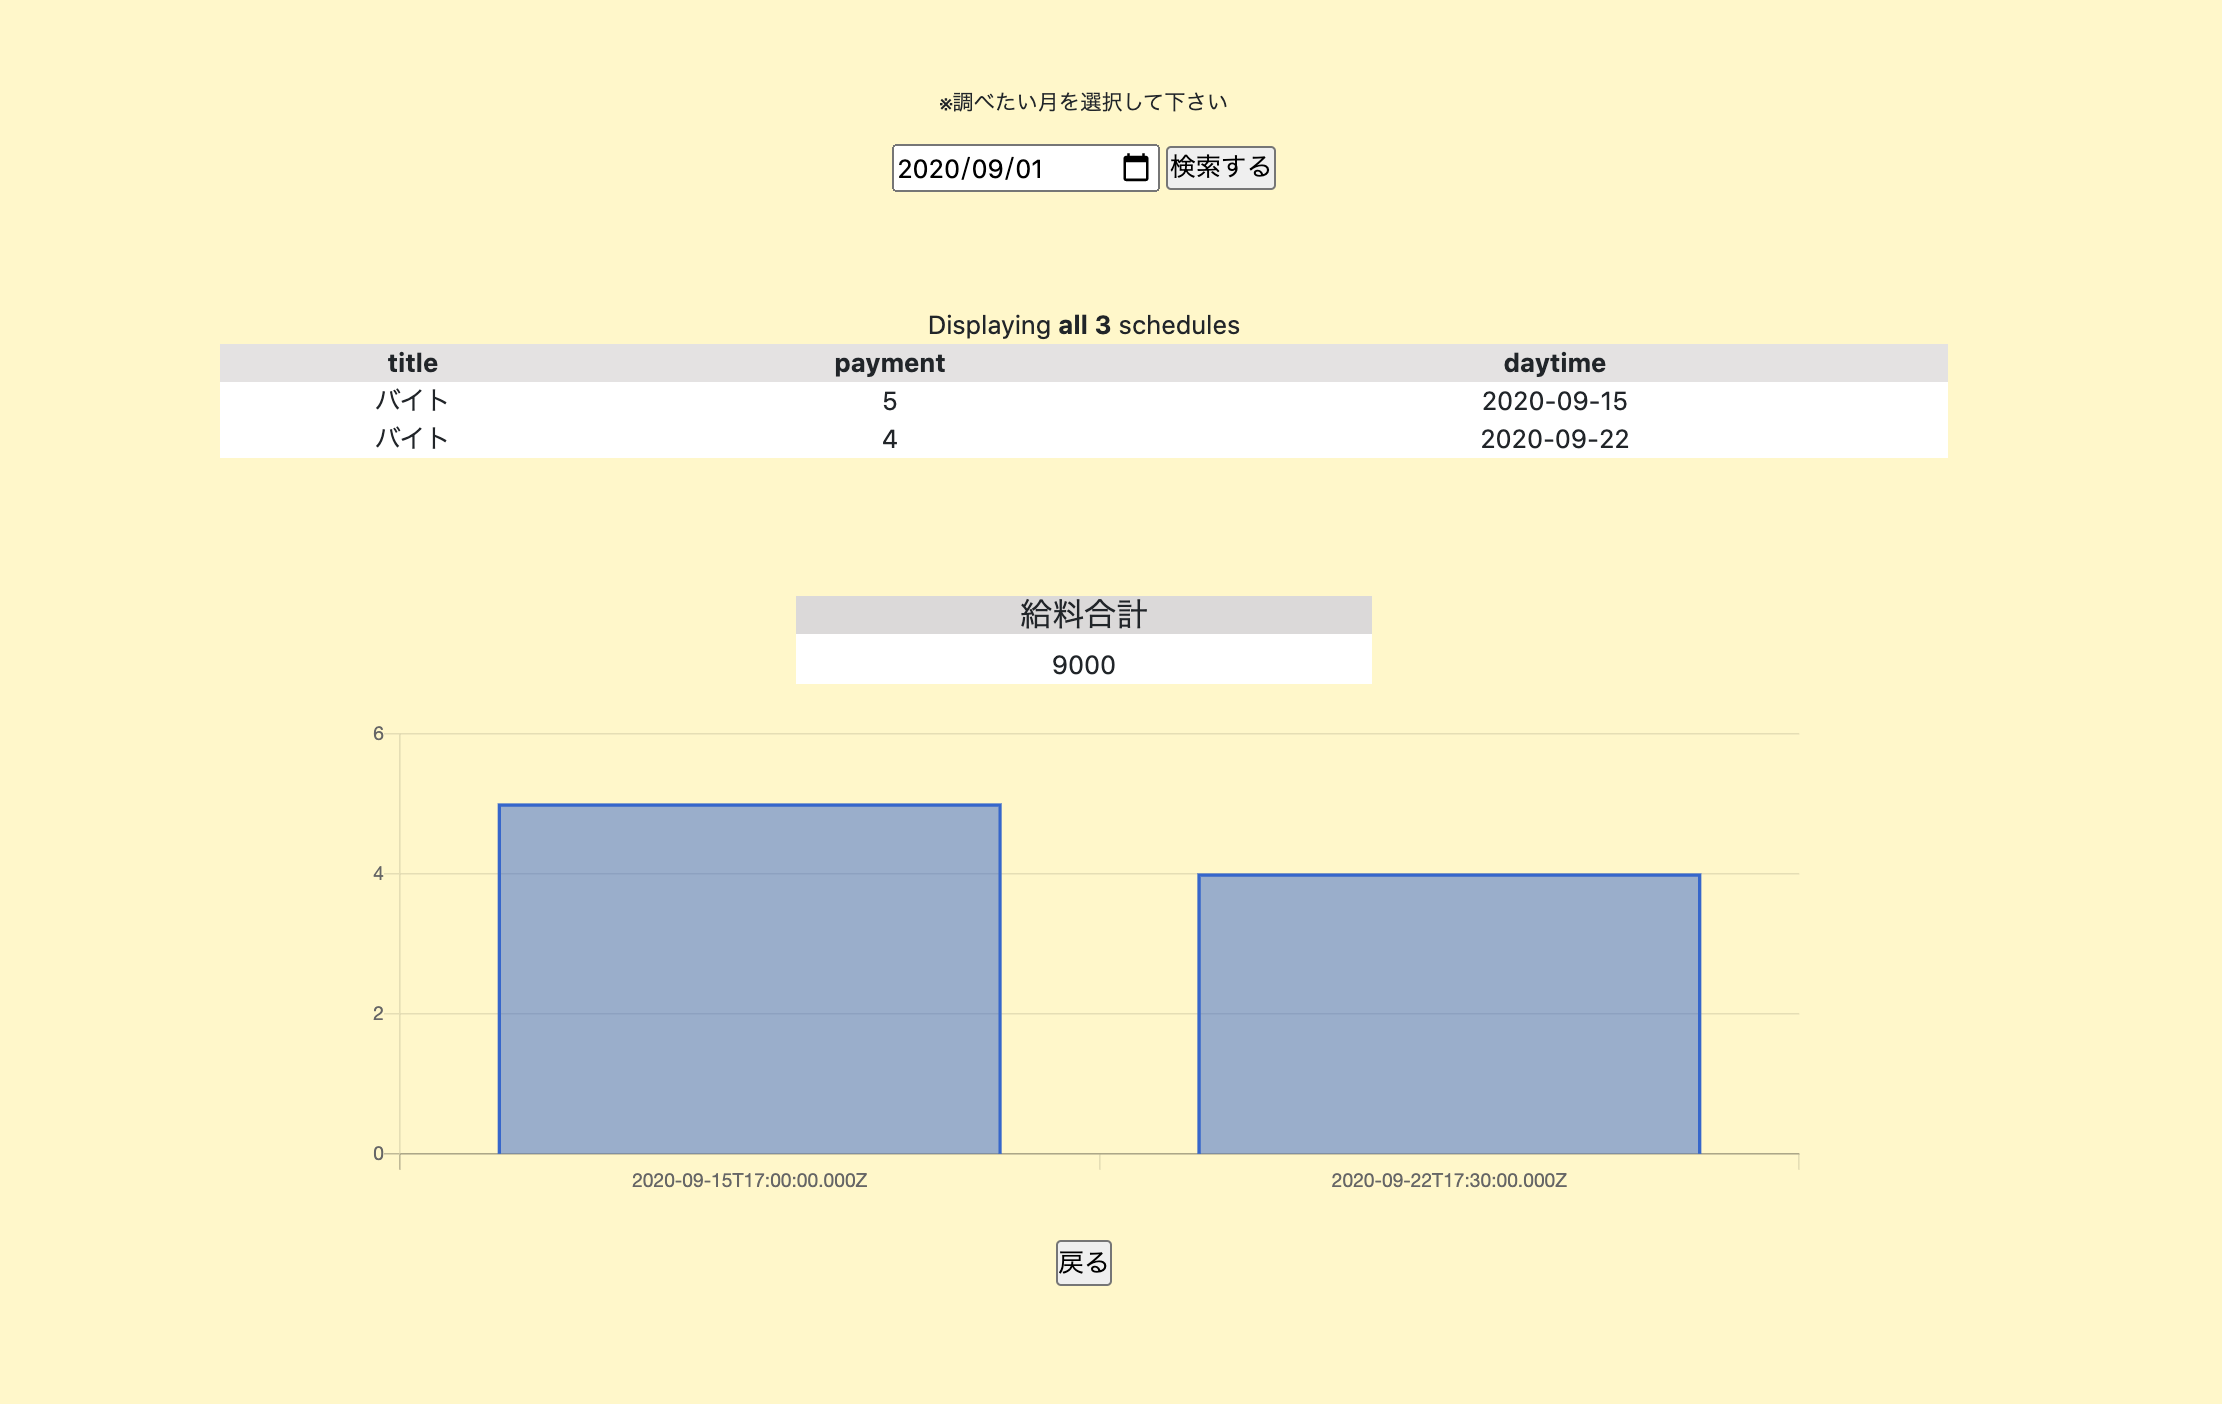 ※調べたい月を選択して下さい
2020/09/01 検索する
Displaying all 3 schedules
title payment daytime
バイト 5 2020-09-15
バイト 4 2020-09-22
給料合計
9000
6
4
2
0
2020-09-15T17:00:00.000Z 2020-09-22T17:30:00.000Z
戻る